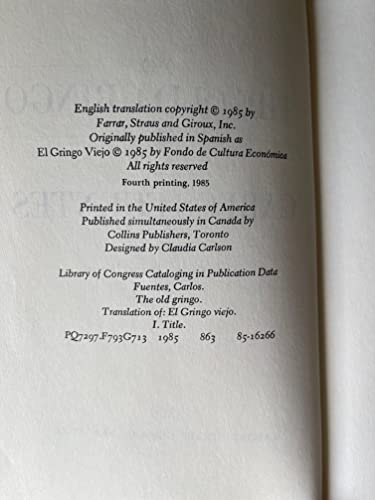 English translation copyright © 1985 by
Farrar, Straus and Giroux, Inc.
Originally published in Spanish as
El Gringo Viejo © 1985 by Fondo de Cultura Económica
All rights reserved
Fourth printing, 1985
Printed in the United States of America
Published simultaneously in Canada by
Collins Publishers, Toronto
Designed by Claudia Carlson
Library of Congress Cataloging in Publication Data
Fuentes, Carlos.
The old gringo.
Translation of: El Gringo viejo.
I. Title.
PQ7297.F793G713 1985 863 85-16266